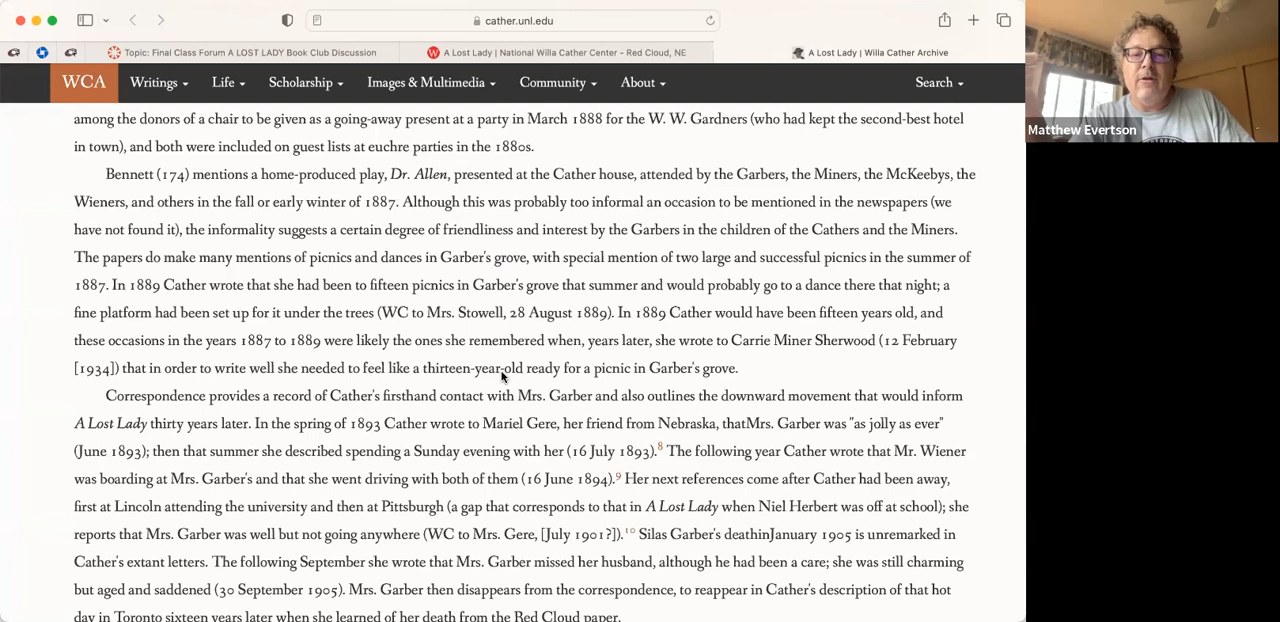 cather.unl.edu
Topic: Final Class Forum A LOST LADY Book Club Discussion
A Lost Lady | National Willa Cather Center - Red Cloud, NE
A Lost Lady | Willa Cather Archive
WCA Writings Life Scholarship Images & Multimedia Community About Search
Matthew Evertson
among the donors of a chair to be given as a going-away present at a party in March 1888 for the W. W. Gardners (who had kept the second-best hotel
in town), and both were included on guest lists at euchre parties in the 1880s.
Bennett (174) mentions a home-produced play, Dr. Allen, presented at the Cather house, attended by the Garbers, the Miners, the McKeebys, the
Wieners, and others in the fall or early winter of 1887. Although this was probably too informal an occasion to be mentioned in the newspapers (we
have not found it), the informality suggests a certain degree of friendliness and interest by the Garbers in the children of the Cathers and the Miners.
The papers do make many mentions of picnics and dances in Garber's grove, with special mention of two large and successful picnics in the summer of
1887. In 1889 Cather wrote that she had been to fifteen picnics in Garber's grove that summer and would probably go to a dance there that night; a
fine platform had been set up for it under the trees (WC to Mrs. Stowell, 28 August 1889). In 1889 Cather would have been fifteen years old, and
these occasions in the years 1887 to 1889 were likely the ones she remembered when, years later, she wrote to Carrie Miner Sherwood (12 February
[1934]) that in order to write well she needed to feel like a thirteen-year-old ready for a picnic in Garber's grove.
Correspondence provides a record of Cather's firsthand contact with Mrs. Garber and also outlines the downward movement that would inform
A Lost Lady thirty years later. In the spring of 1893 Cather wrote to Mariel Gere, her friend from Nebraska, thatMrs. Garber was "as jolly as ever"
(June 1893); then that summer she described spending a Sunday evening with her (16 July 1893).8 The following year Cather wrote that Mr. Wiener
was boarding at Mrs. Garber's and that she went driving with both of them (16 June 1894).9 Her next references come after Cather had been away,
first at Lincoln attending the university and then at Pittsburgh (a gap that corresponds to that in A Lost Lady when Niel Herbert was off at school); she
reports that Mrs. Garber was well but not going anywhere (WC to Mrs. Gere, [July 1901?]).10 Silas Garber's deathinJanuary 1905 is unremarked in
Cather's extant letters. The following September she wrote that Mrs. Garber missed her husband, although he had been a care; she was still charming
but aged and saddened (30 September 1905). Mrs. Garber then disappears from the correspondence, to reappear in Cather's description of that hot
day in Toronto sixteen years later when she learned of her death from the Red Cloud paper.